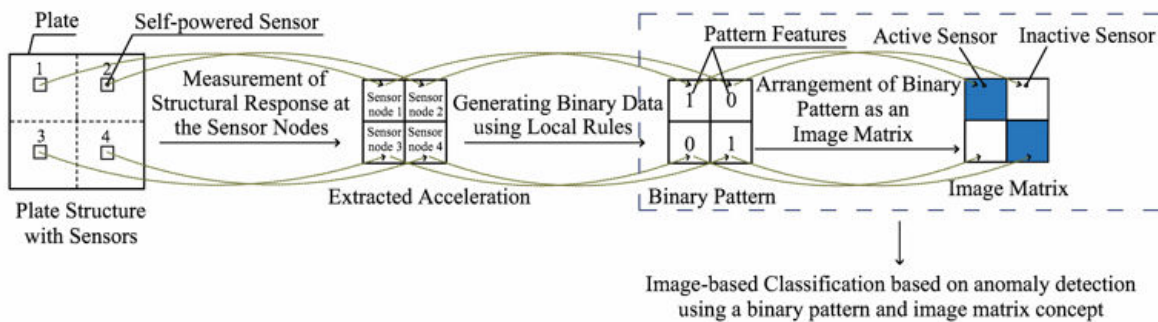 Plate
Self-powered Sensor
1
2
3
4
Plate Structure
with Sensors
Measurement of
Structural Response at
the Sensor Nodes
Sensor
node 1
Sensor
node 2
Sensor
node 3
Sensor
node 4
Extracted Acceleration
Generating Binary Data
using Local Rules
Pattern Features
1 0
0 1
Binary Pattern
Arrangement of Binary
Pattern as an
Image Matrix
Active Sensor
Inactive Sensor
Image Matrix
Image-based Classification based on anomaly detection
using a binary pattern and image matrix concept